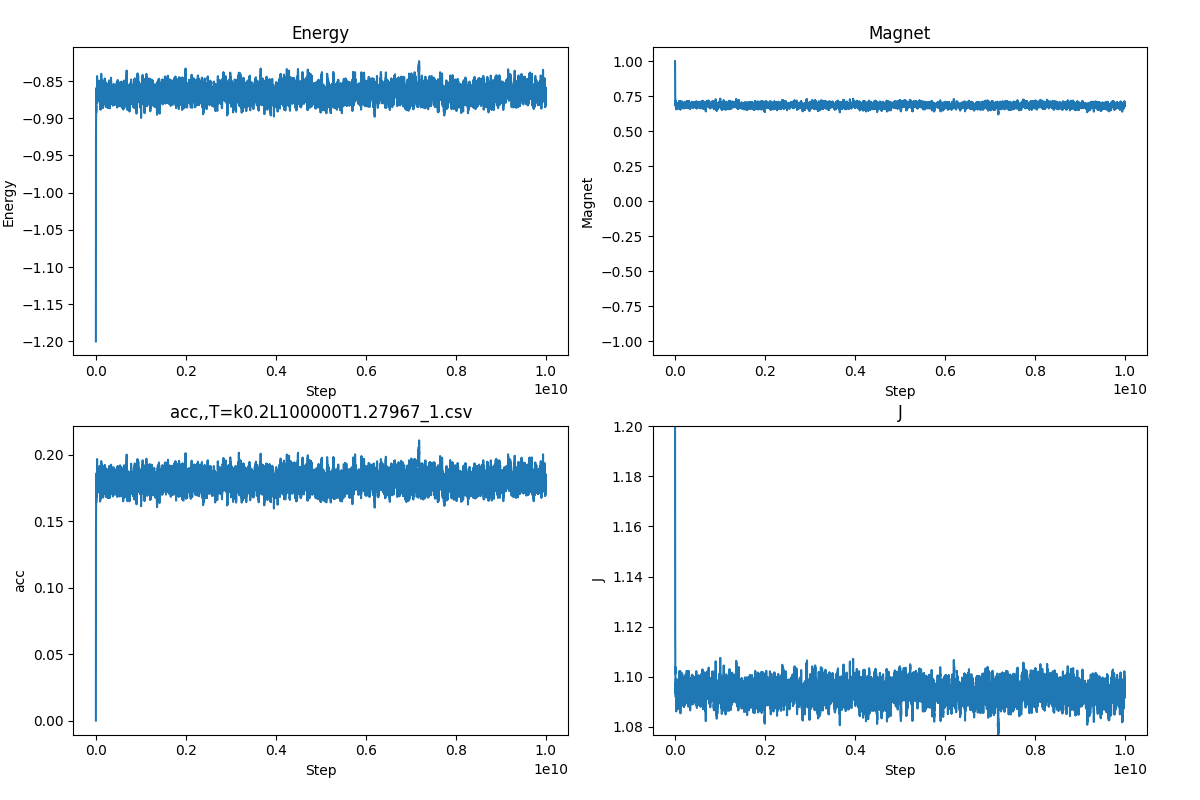 Energy
Magnet
−0.85
−0.90
−0.95
−1.00
−1.05
−1.10
−1.15
−1.20
Energy
0.0 0.2 0.4 0.6 0.8 1.0
1e10
Step
1.00
0.75
0.50
0.25
0.00
−0.25
−0.50
−0.75
−1.00
Magnet
0.0 0.2 0.4 0.6 0.8 1.0
1e10
Step
acc,,T=k0.2L100000T1.27967_1.csv
J
0.20
0.15
0.10
0.05
0.00
acc
0.0 0.2 0.4 0.6 0.8 1.0
1e10
Step
1.20
1.18
1.16
1.14
1.12
1.10
1.08
J
0.0 0.2 0.4 0.6 0.8 1.0
1e10
Step